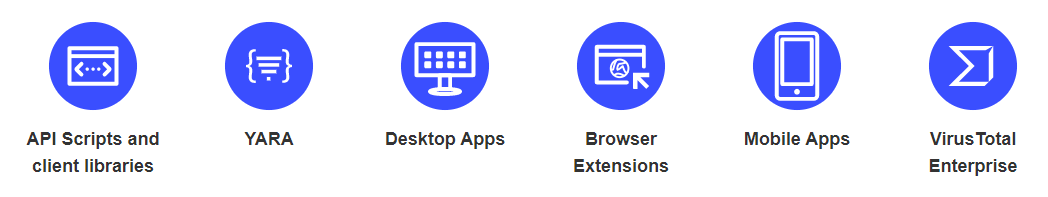 API Scripts and
client libraries
YARA
Desktop Apps
Browser
Extensions
Mobile Apps
VirusTotal
Enterprise